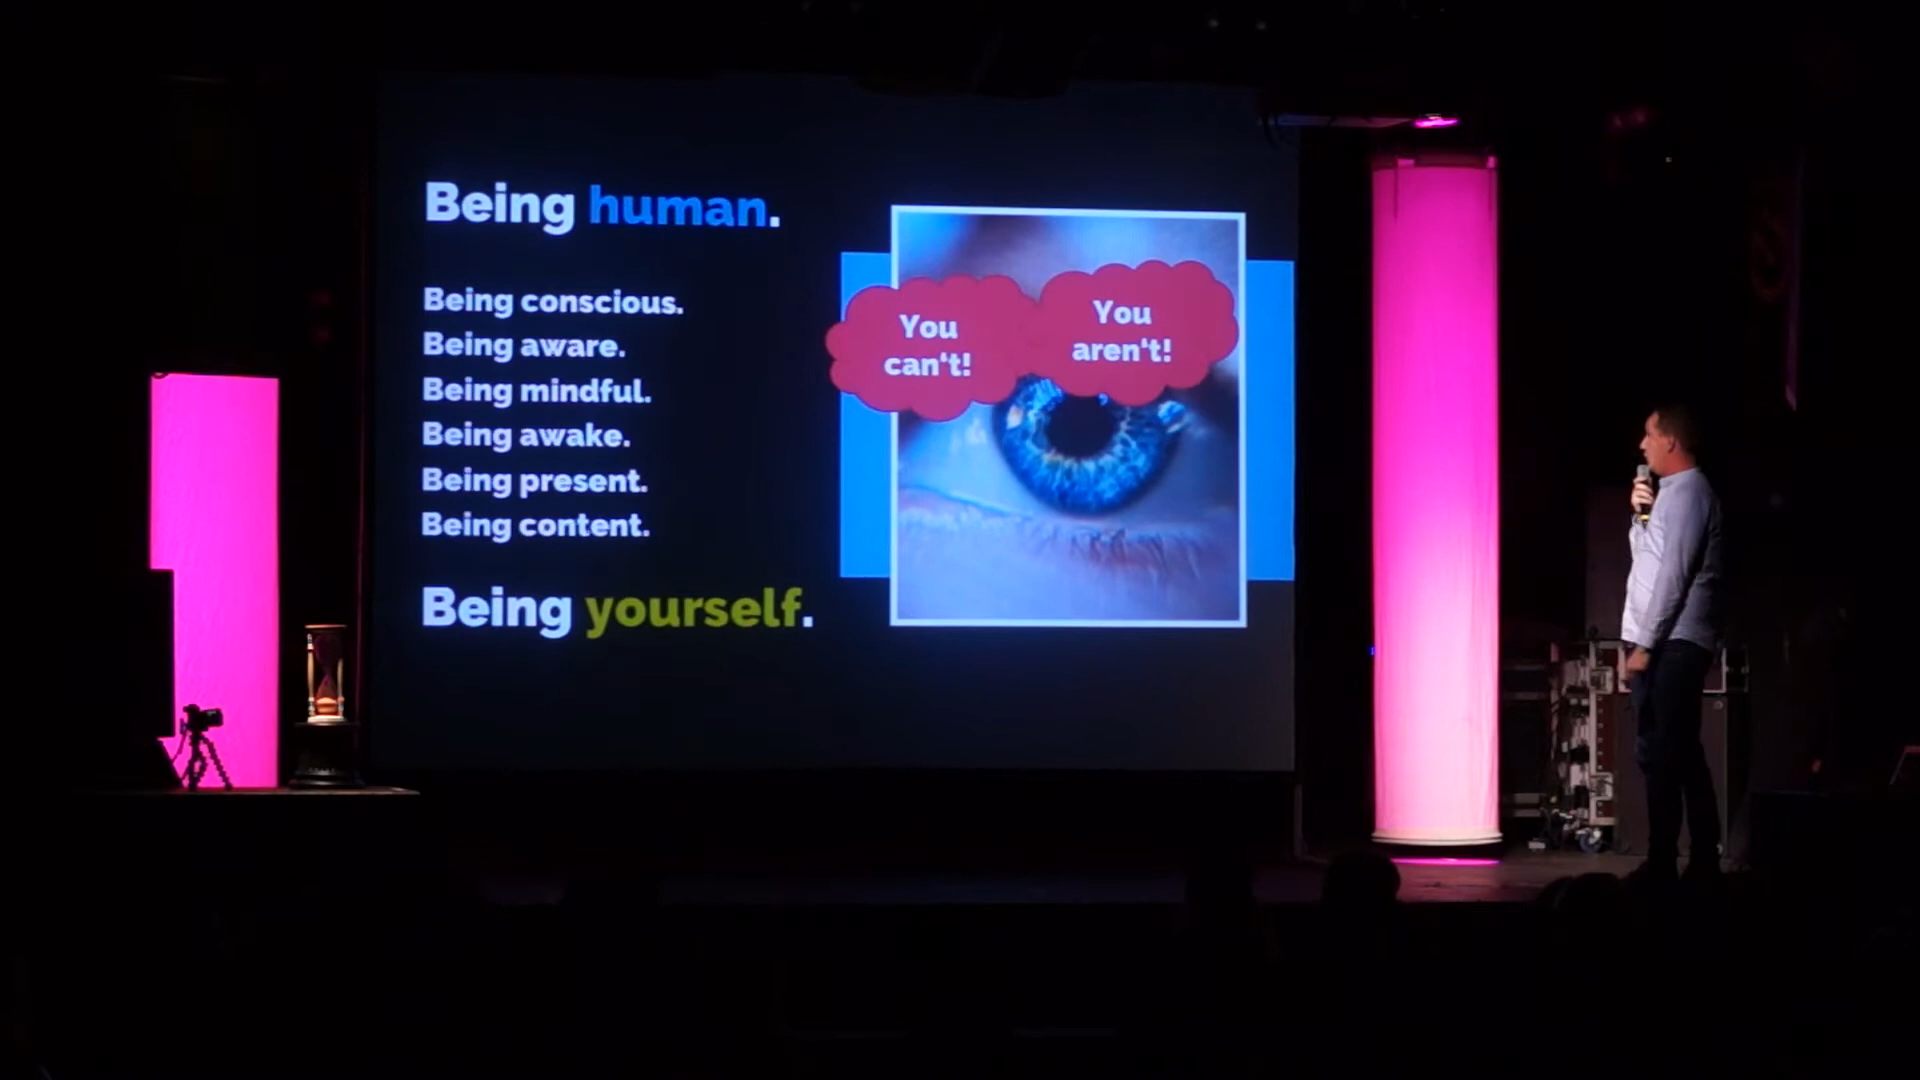 Being human.
Being conscious.
Being aware.
Being mindful.
Being awake.
Being present.
Being content.
Being yourself.
You
can‘t!
You
aren‘t!